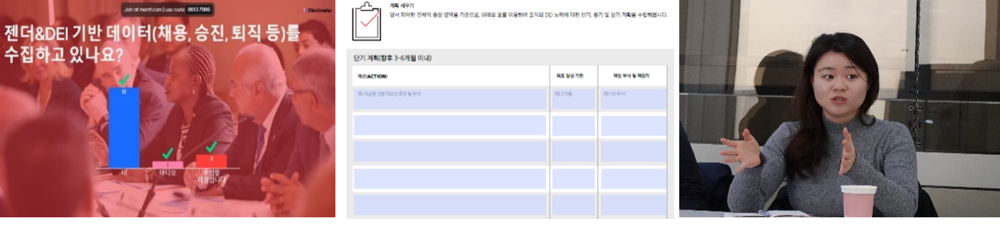 Join at menti.com | use code 8613 7986
Mentimeter
젠더&DEI 기반 데이터(채용, 승진, 퇴직 등)를
수집하고 있나요?
12
1
2
네
아니오
수집할
예정입니다
계획 세우기
앞서 파악한 전략적 중점 영역을 기준으로, 아래의 표를 이용하여 조직의 DEI 노력에 대한 단기, 중기 및 장기 계획을 수립해봅시다.
단기 계획(향후 3-6개월 이내)
액션(ACTION)
목표 달성 기한
책임 부서 및 책임자
예) 직급별 성별 대표성 측정 및 분석
예) 3개월
예) HR 부서